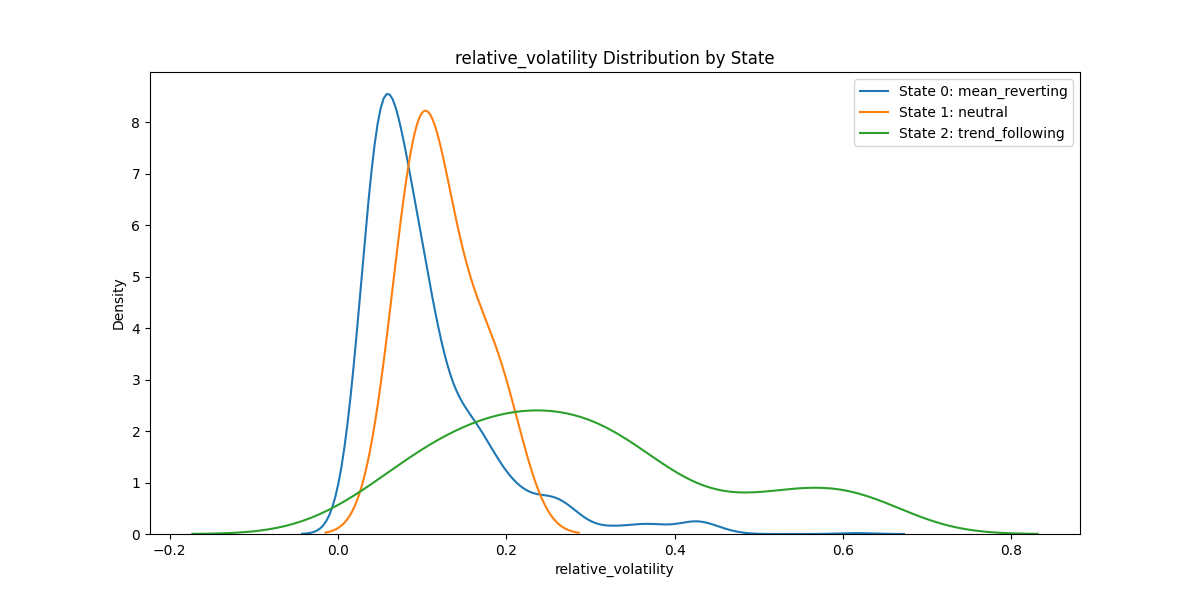 relative_volatility Distribution by State
State 0: mean_reverting
State 1: neutral
State 2: trend_following
Density
8
7
6
5
4
3
2
1
0
−0.2 0.0 0.2 0.4 0.6 0.8
relative_volatility